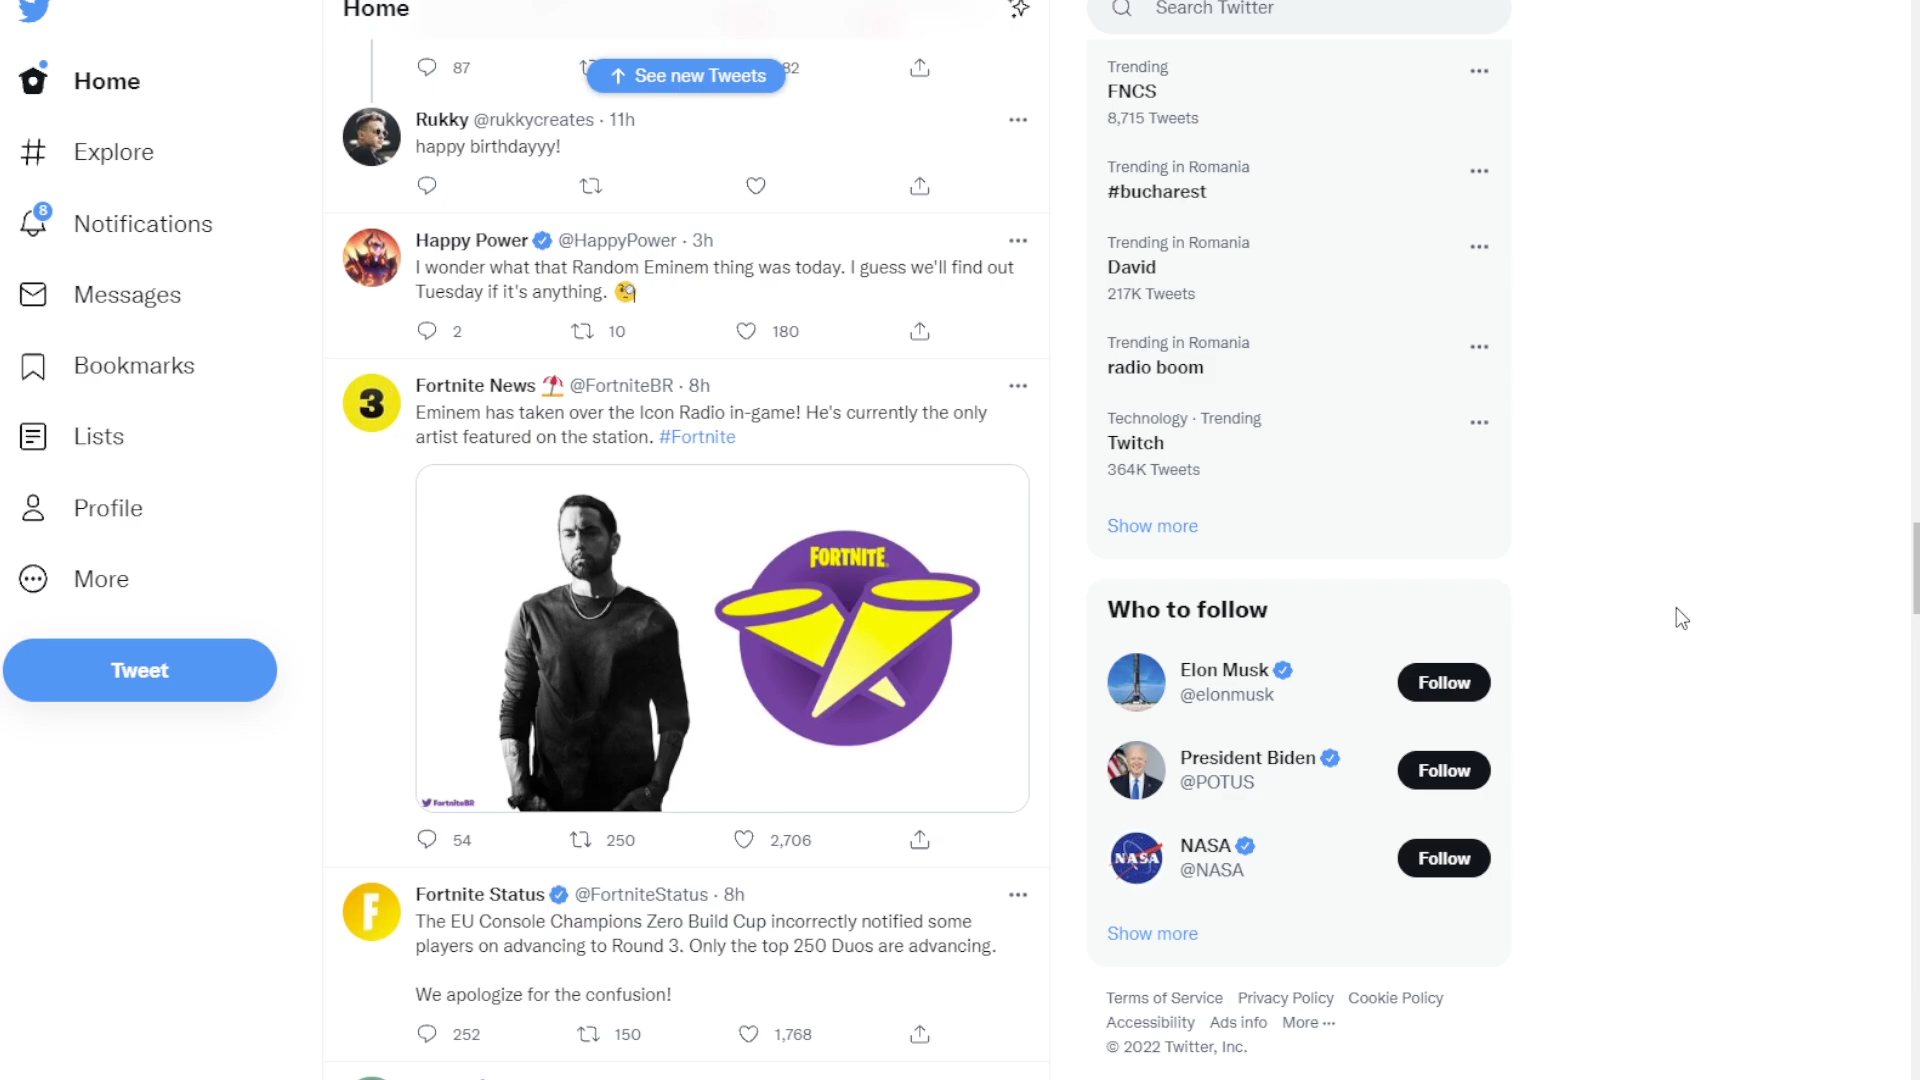 Home
Explore
8
Notifications
Messages
Bookmarks
Lists
Profile
More
Tweet
Home
87
See new Tweets
82
Rukky @rukkycreates · 11h
happy birthdayyy!
Happy Power @HappyPower · 3h
I wonder what that Random Eminem thing was today. I guess we'll find out
Tuesday if it's anything. 🧐
2 10 180
3
Fortnite News ⛱️ @FortniteBR · 8h
Eminem has taken over the Icon Radio in-game! He's currently the only
artist featured on the station. #Fortnite
FORTNITE
FortniteBR
54 250 2,706
F
Fortnite Status @FortniteStatus · 8h
The EU Console Champions Zero Build Cup incorrectly notified some
players on advancing to Round 3. Only the top 250 Duos are advancing.
We apologize for the confusion!
252 150 1,768
Search Twitter
Trending
FNCS
8,715 Tweets
Trending in Romania
#bucharest
Trending in Romania
David
217K Tweets
Trending in Romania
radio boom
Technology · Trending
Twitch
364K Tweets
Show more
Who to follow
Elon Musk
@elonmusk
Follow
President Biden
@POTUS
Follow
NASA
NASA
@NASA
Follow
Show more
Terms of Service Privacy Policy Cookie Policy
Accessibility Ads info More ···
© 2022 Twitter, Inc.